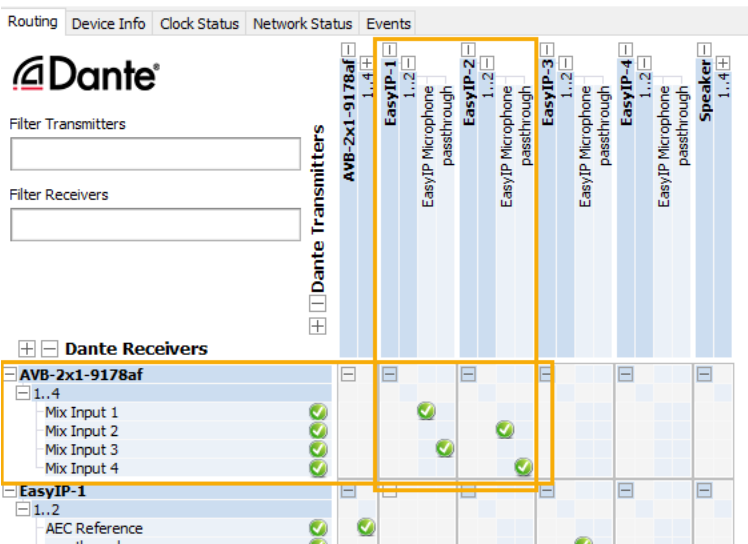 Routing Device Info Clock Status Network Status Events
Dante®
Filter Transmitters
Filter Receivers
Dante Transmitters
AVB-2x1-9178af
1..4
EasyIP-1
1..2
EasyIP Microphone
passthrough
EasyIP-2
1..2
EasyIP Microphone
passthrough
EasyIP-3
1..2
EasyIP Microphone
passthrough
EasyIP-4
1..2
EasyIP Microphone
passthrough
Speaker
1..4
Dante Receivers
AVB-2x1-9178af
1..4
Mix Input 1
Mix Input 2
Mix Input 3
Mix Input 4
EasyIP-1
1..2
AEC Reference